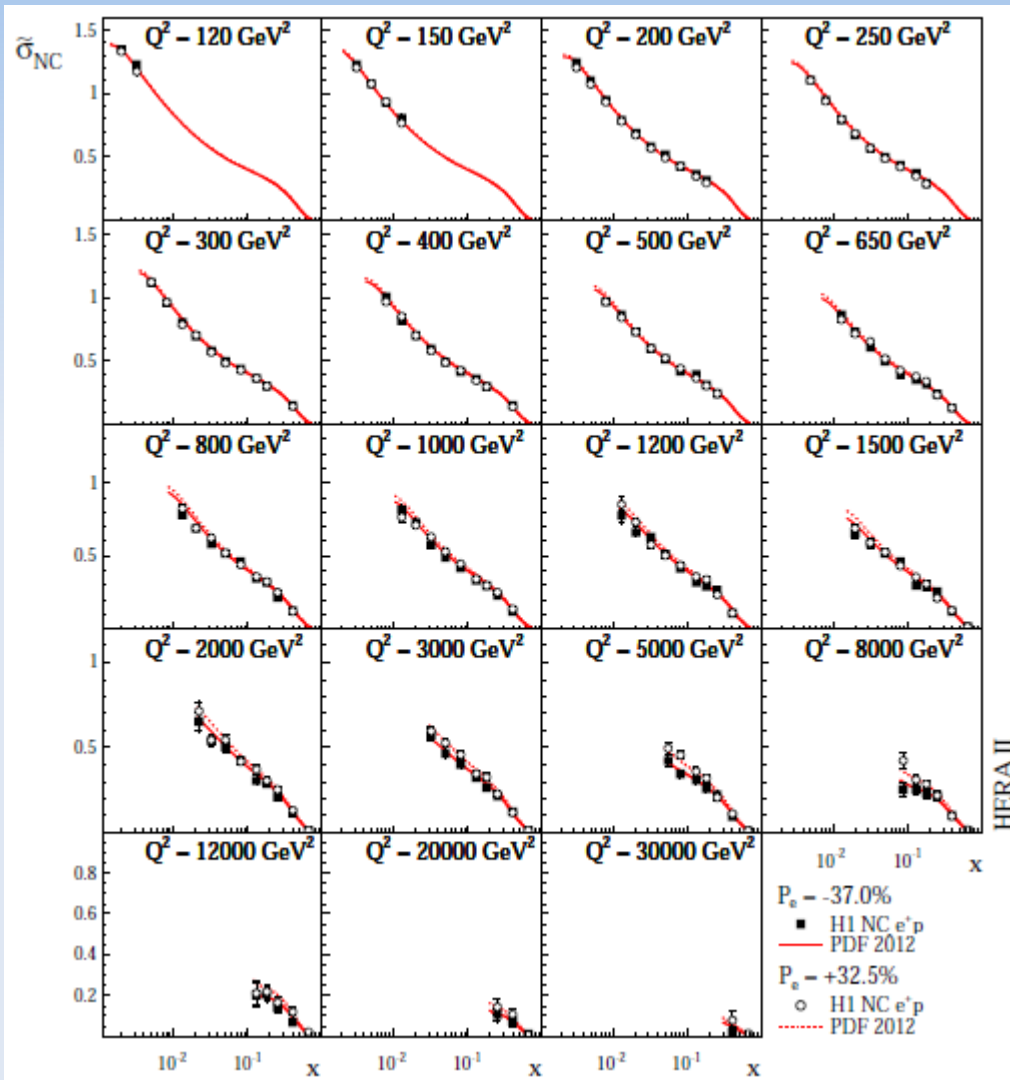 σ̃NC
Q² – 120 GeV² Q² – 150 GeV² Q² – 200 GeV² Q² – 250 GeV²
1.5
1
0.5
Q² – 300 GeV² Q² – 400 GeV² Q² – 500 GeV² Q² – 650 GeV²
1.5
1
0.5
Q² – 800 GeV² Q² – 1000 GeV² Q² – 1200 GeV² Q² – 1500 GeV²
1
0.5
Q² – 2000 GeV² Q² – 3000 GeV² Q² – 5000 GeV² Q² – 8000 GeV²
1
0.5
HERA II
Q² – 12000 GeV² Q² – 20000 GeV² Q² – 30000 GeV²
10⁻² 10⁻¹ x
0.8
0.6
0.4
0.2
Pe = -37.0%
H1 NC e⁺p
PDF 2012
Pe = +32.5%
H1 NC e⁺p
PDF 2012
10⁻² 10⁻¹ x 10⁻² 10⁻¹ x 10⁻² 10⁻¹ x